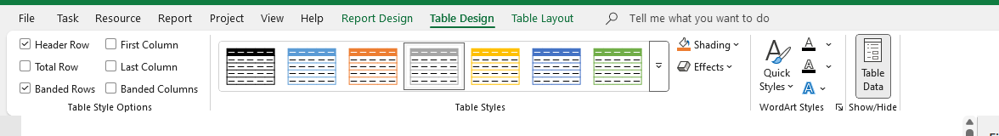 File Task Resource Report Project View Help Report Design Table Design Table Layout Tell me what you want to do
Header Row First Column
Total Row Last Column
Banded Rows Banded Columns
Table Style Options
Table Styles
Shading
Effects
Quick
Styles
A
A
A
WordArt Styles
Table
Data
Show/Hide